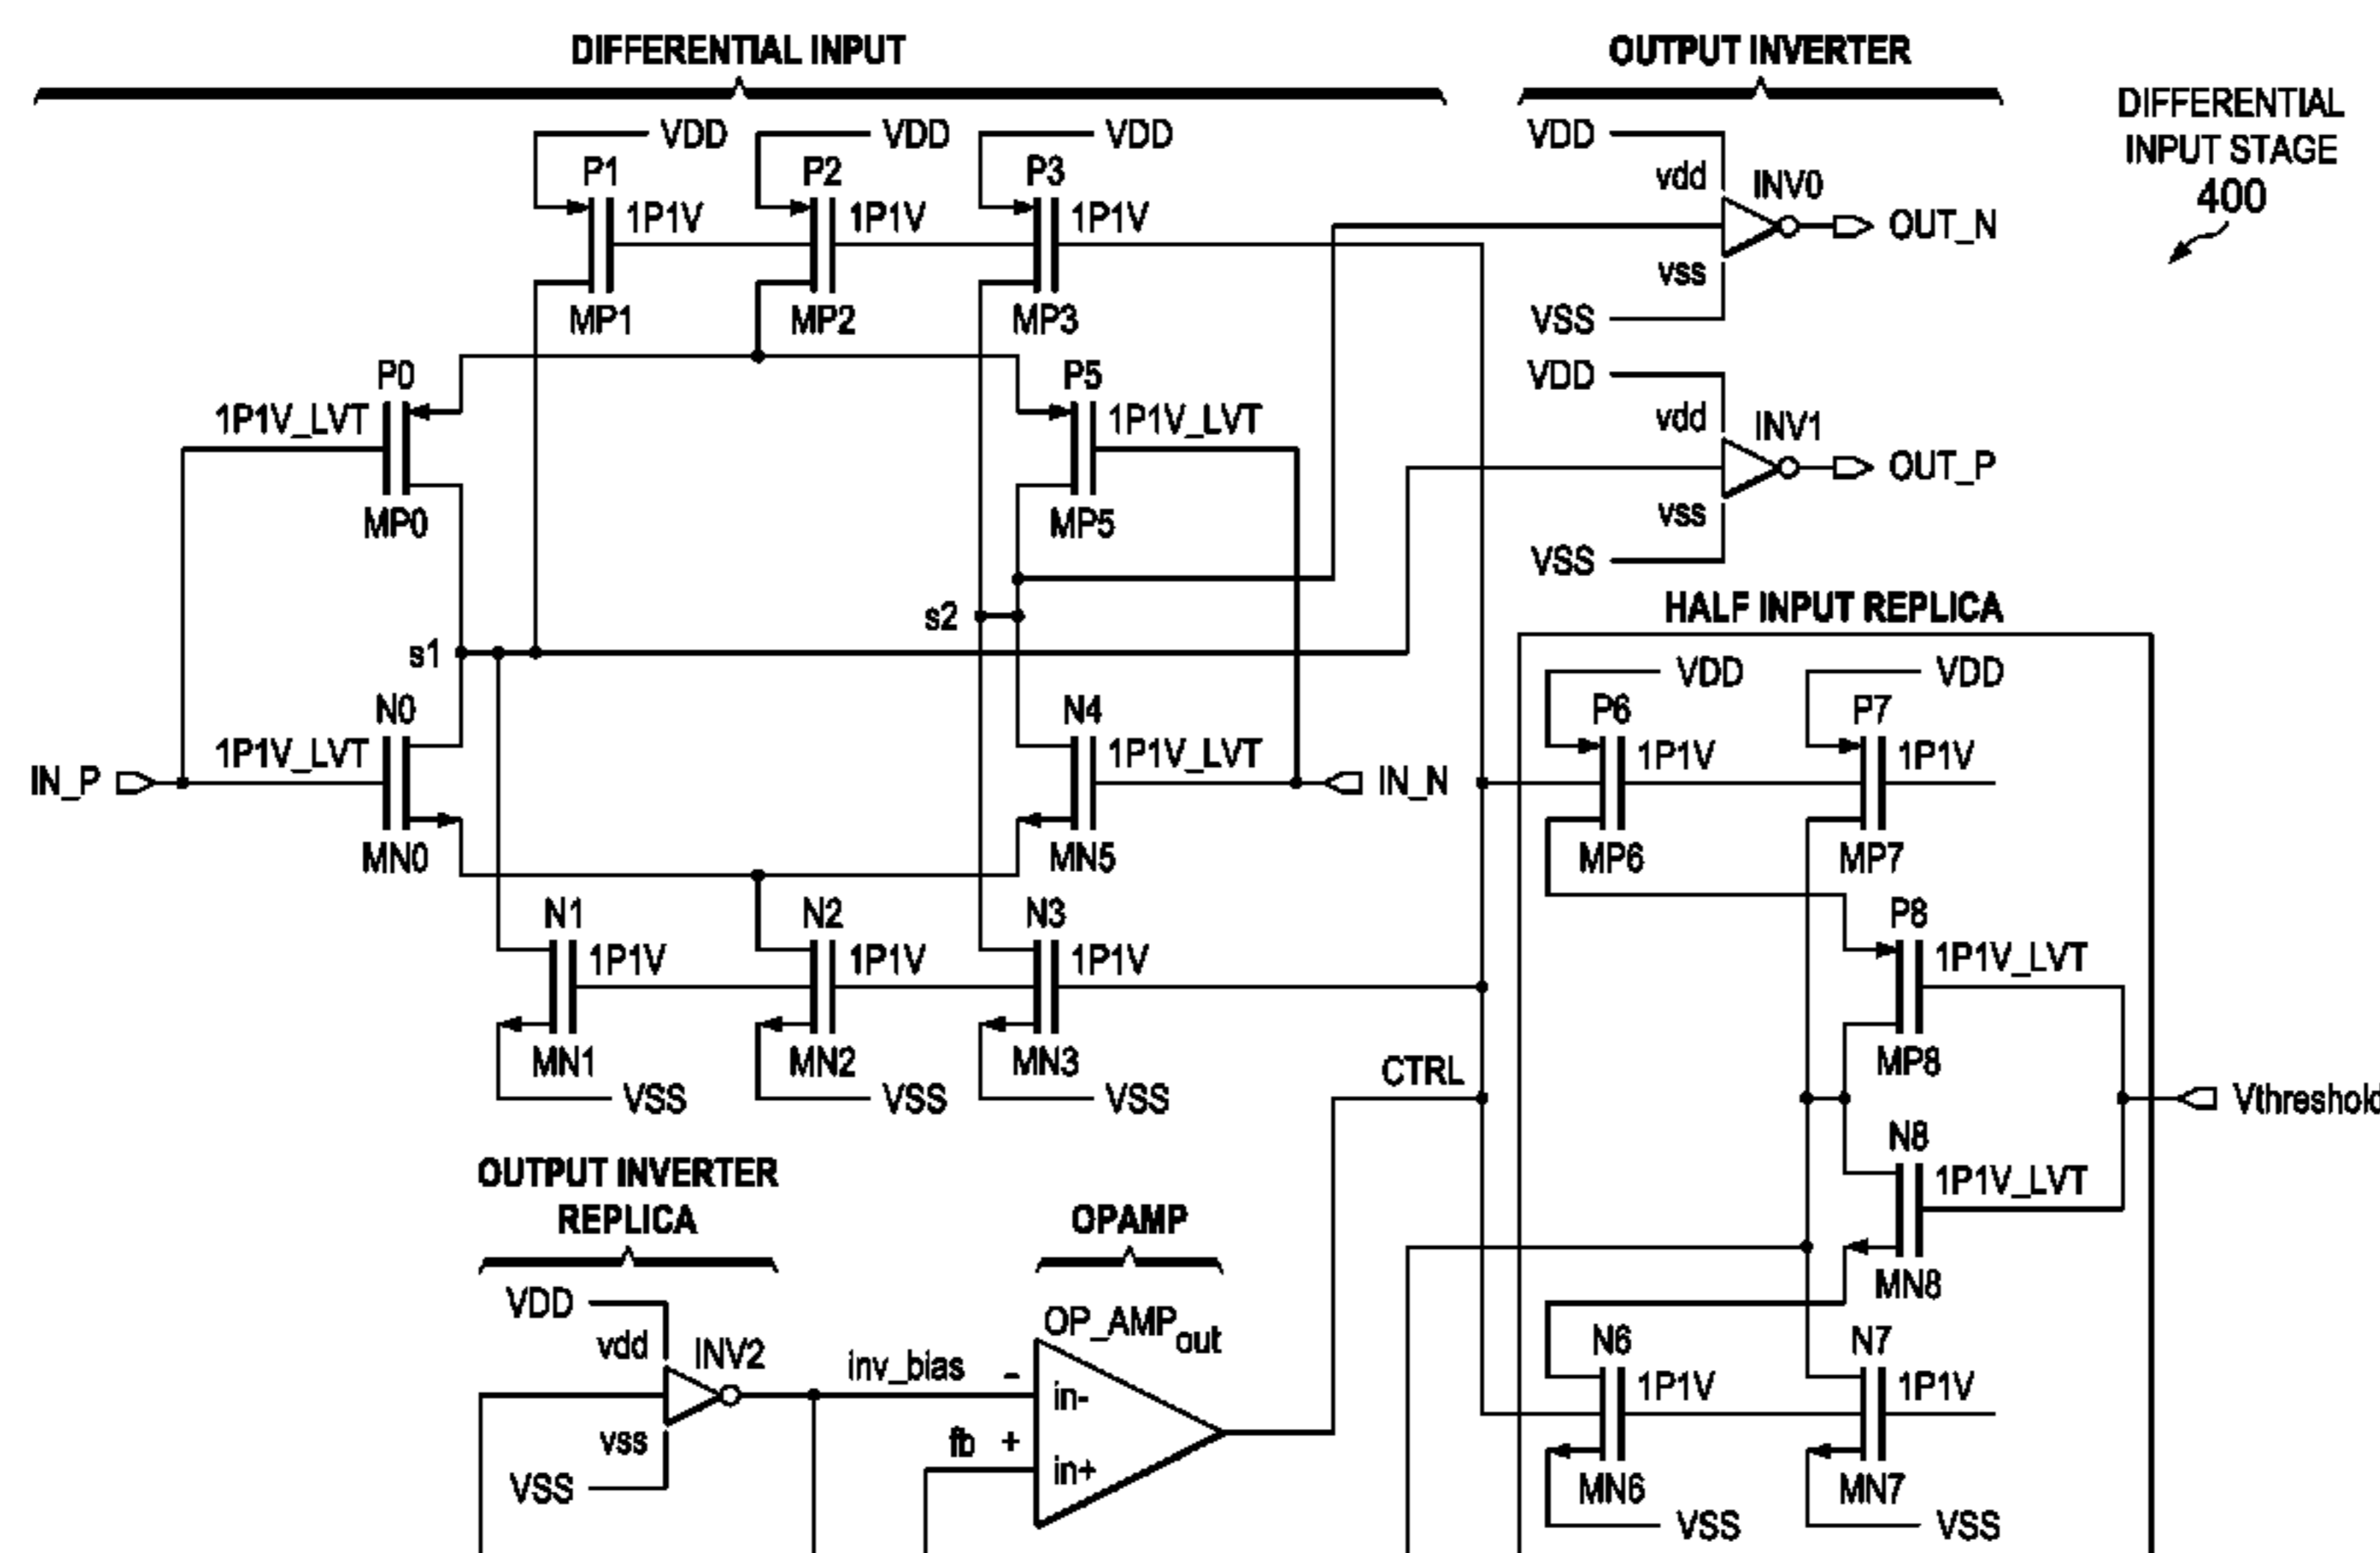 DIFFERENTIAL INPUT
OUTPUT INVERTER
DIFFERENTIAL
INPUT STAGE
400
VDD
VDD
VDD
VDD
P1
P2
P3
vdd
INV0
1P1V
1P1V
1P1V
OUT_N
vss
MP1
MP2
MP3
VSS
P0
P5
VDD
1P1V_LVT
1P1V_LVT
vdd
INV1
OUT_P
MP0
MP5
vss
VSS
s2
HALF INPUT REPLICA
s1
VDD
VDD
N0
N4
P6
P7
1P1V_LVT
1P1V_LVT
1P1V
1P1V
IN_P
IN_N
MN0
MN5
MP6
MP7
N1
N2
N3
P8
1P1V
1P1V
1P1V
1P1V_LVT
MN1
MN2
MN3
MP8
CTRL
VSS
VSS
VSS
Vthreshold
N8
OUTPUT INVERTER
REPLICA
OPAMP
1P1V_LVT
MN8
VDD
OP_AMP
out
vdd
INV2
inv_bias
-
in-
N6
N7
1P1V
1P1V
vss
fb
+
in+
VSS
MN6
MN7
VSS
VSS